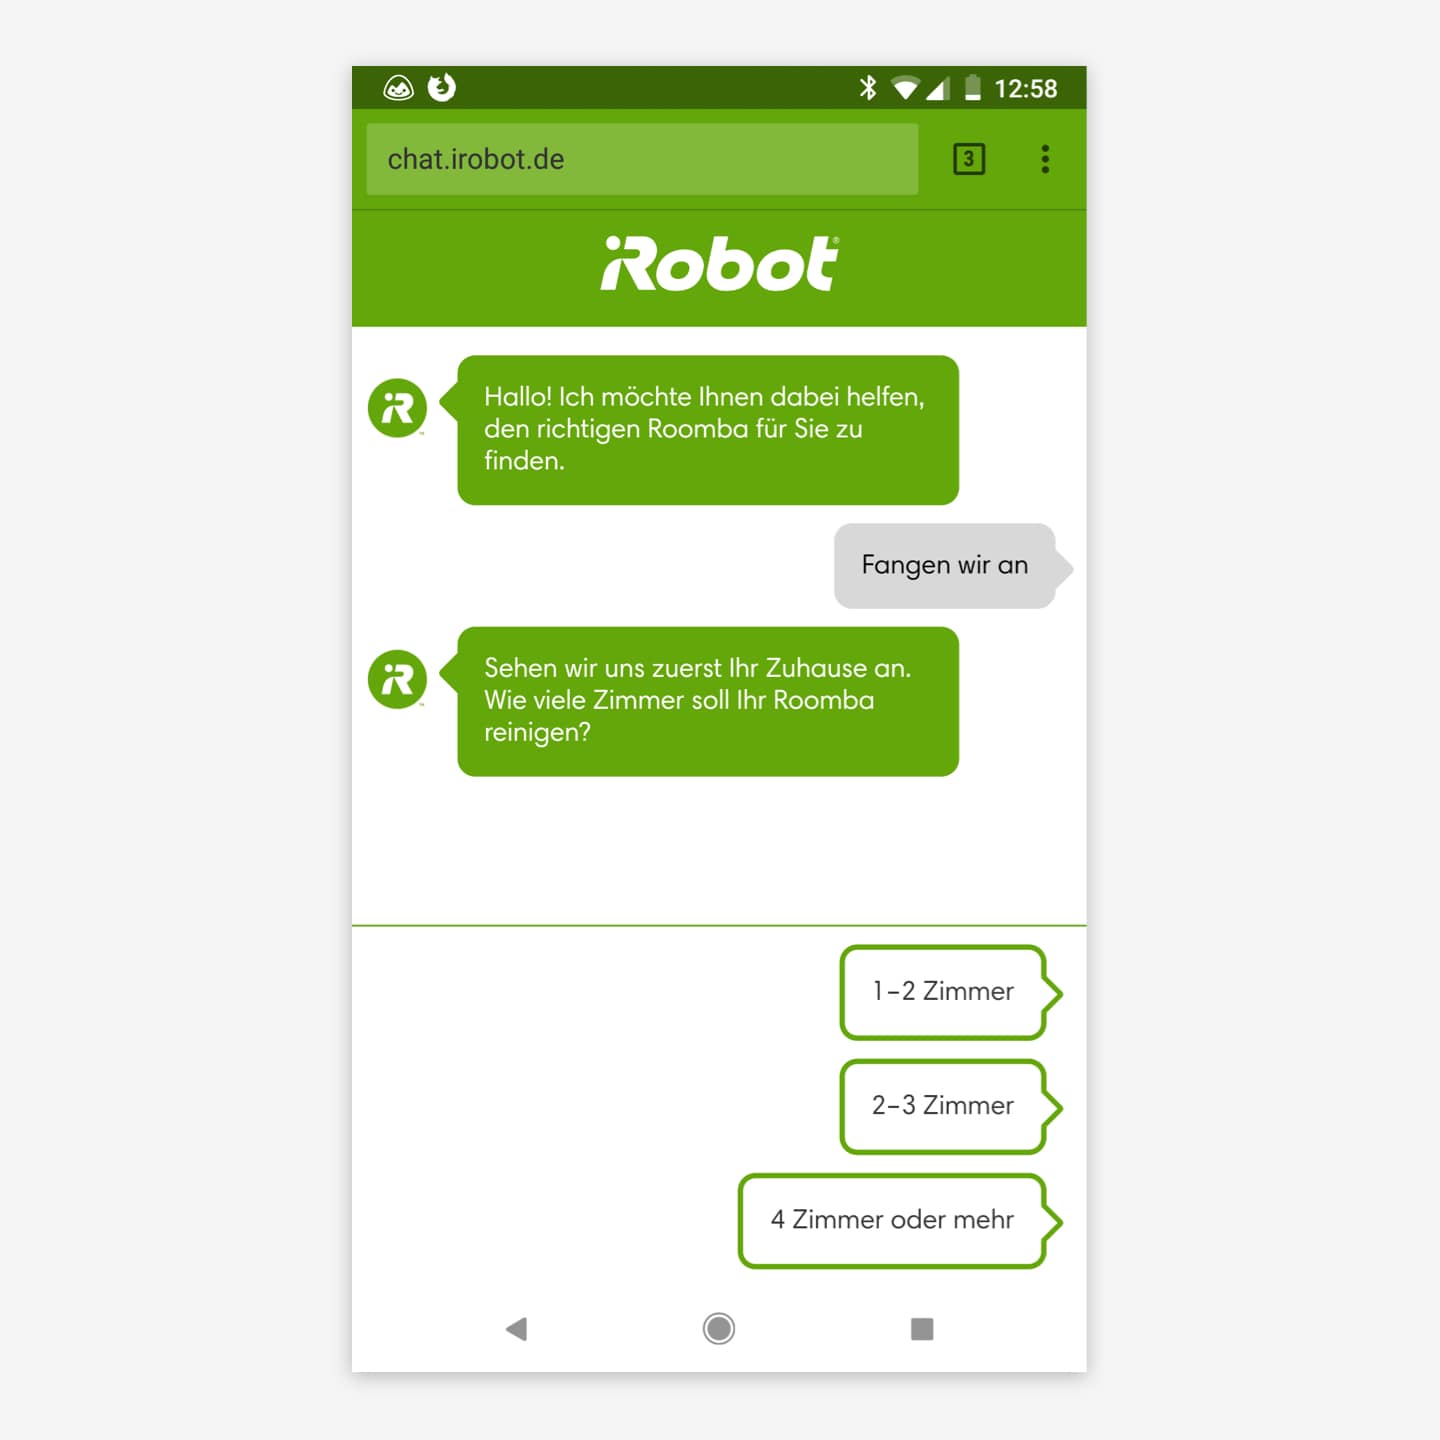 12:58
chat.irobot.de
3
iRobot®
Hallo! Ich möchte Ihnen dabei helfen,
den richtigen Roomba für Sie zu
finden.
Fangen wir an
Sehen wir uns zuerst Ihr Zuhause an.
Wie viele Zimmer soll Ihr Roomba
reinigen?
1–2 Zimmer
2–3 Zimmer
4 Zimmer oder mehr